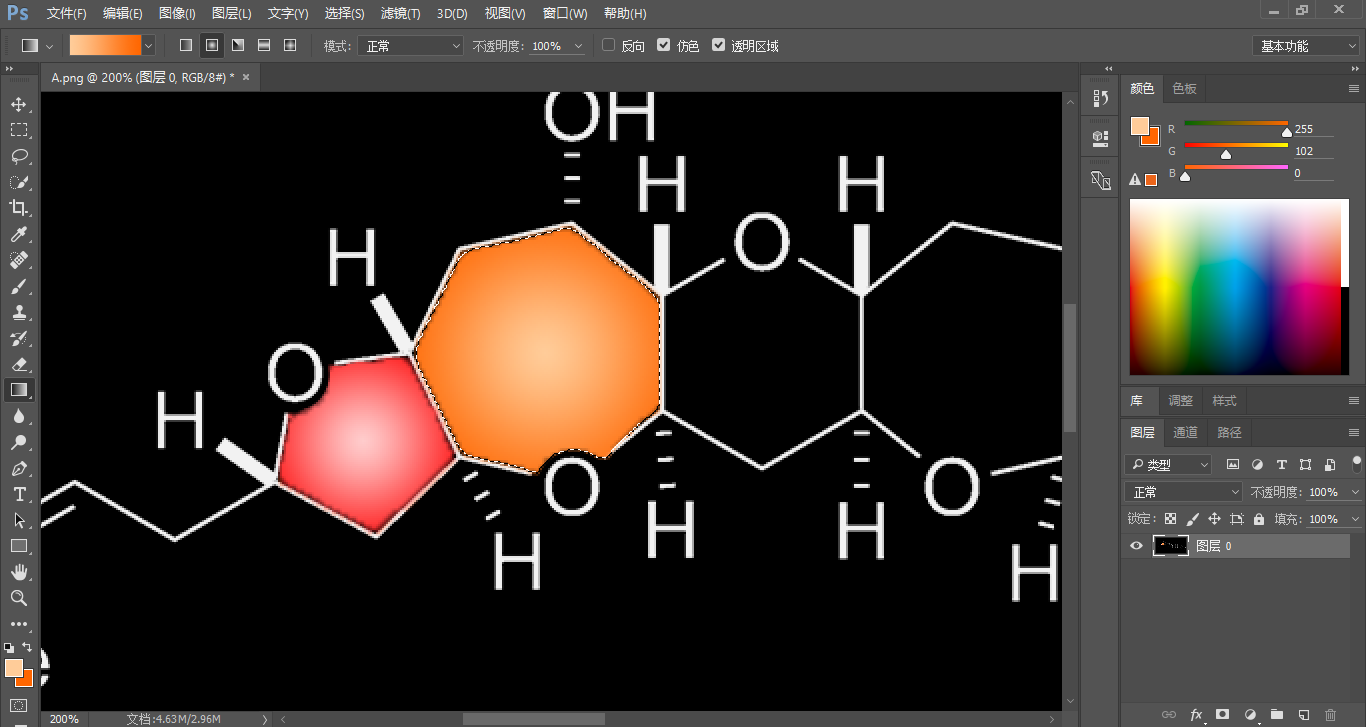 Ps 文件(F) 编辑(E) 图像(I) 图层(L) 文字(Y) 选择(S) 滤镜(T) 3D(D) 视图(V) 窗口(W) 帮助(H)
模式: 正常 不透明度: 100% 反向 仿色 透明区域 基本功能
A.png @ 200% (图层 0, RGB/8#) *
颜色 色板
R 255
G 102
B 0
库 调整 样式
图层 通道 路径
类型
正常 不透明度: 100%
锁定: 填充: 100%
图层 0
OH
H
H
H
O
O
H
H
O
O
H
H
H
H
e
200% 文档:4.63M/2.96M
fx